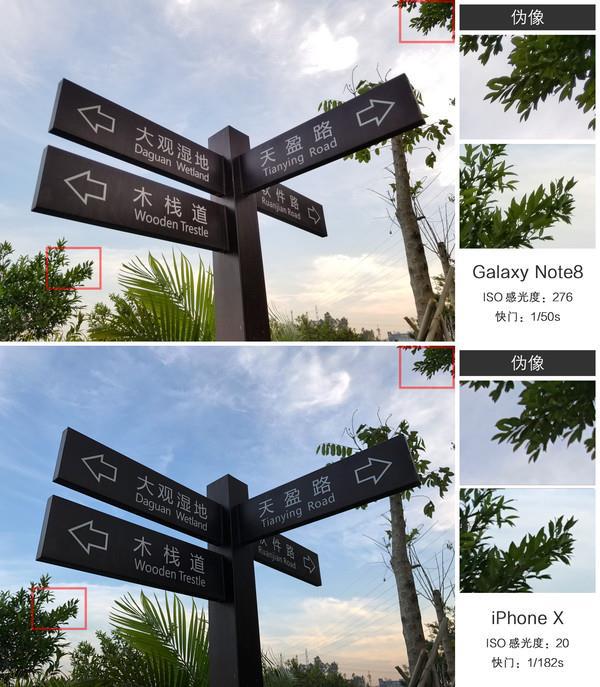 大观湿地
Daguan Wetland
天盈路
Tianying Road
木栈道
Wooden Trestle
软件路
Ruanjian Road
伪像
Galaxy Note8
ISO 感光度：276
快门：1/50s
大观湿地
Daguan Wetland
天盈路
Tianying Road
木栈道
Wooden Trestle
软件路
Ruanjian Road
伪像
iPhone X
ISO 感光度：20
快门：1/182s